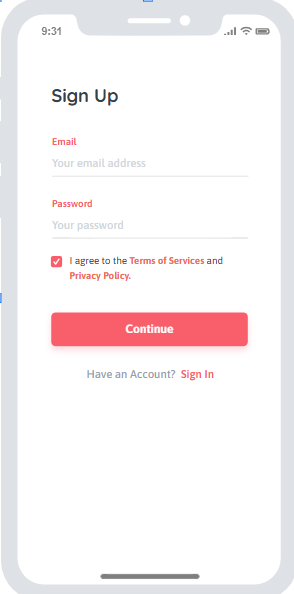 9:31
Sign Up
Email
Your email address
Password
Your password
I agree to the Terms of Services and
Privacy Policy.
Continue
Have an Account? Sign In